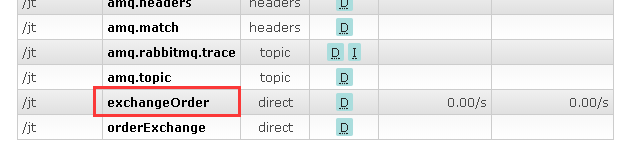 amq.headers headers D
/jt amq.match headers D
/jt amq.rabbitmq.trace topic D I
/jt amq.topic topic D
/jt exchangeOrder direct D 0.00/s 0.00/s
/jt orderExchange direct D